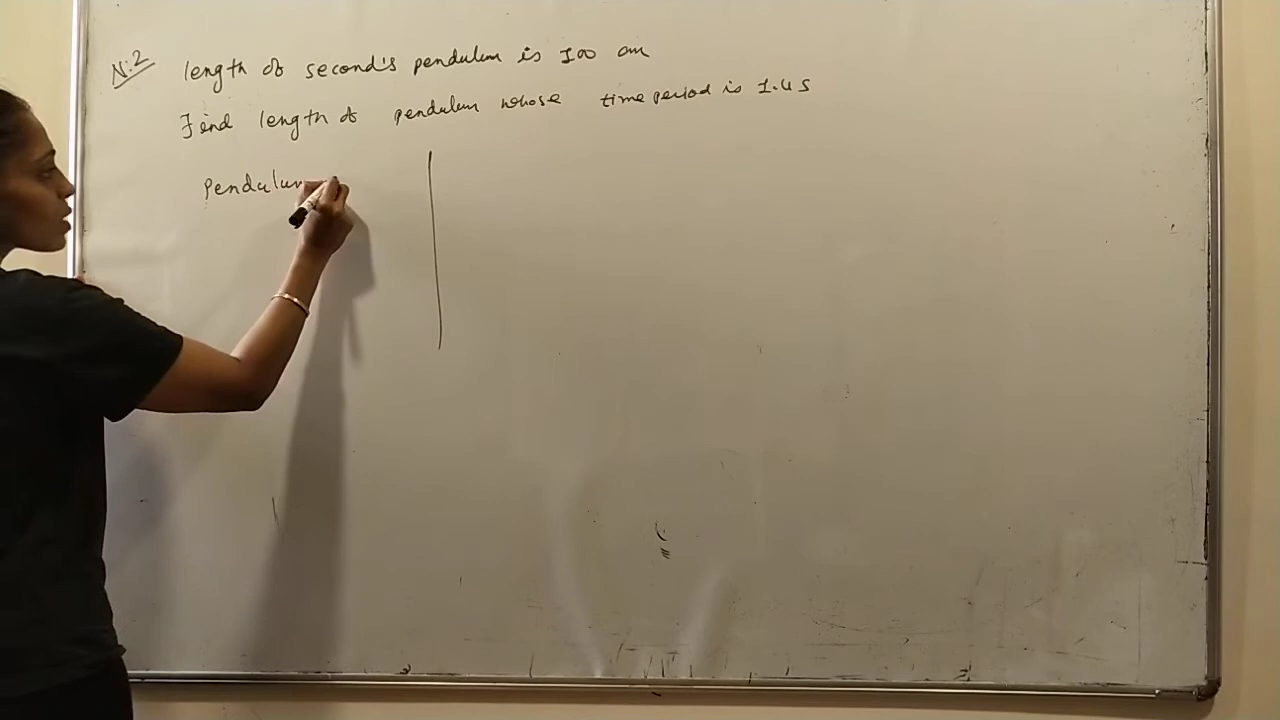 N.2
length of second's pendulum is 100 cm
Find length of pendulum whose time period is 1.4 s
Pendulum